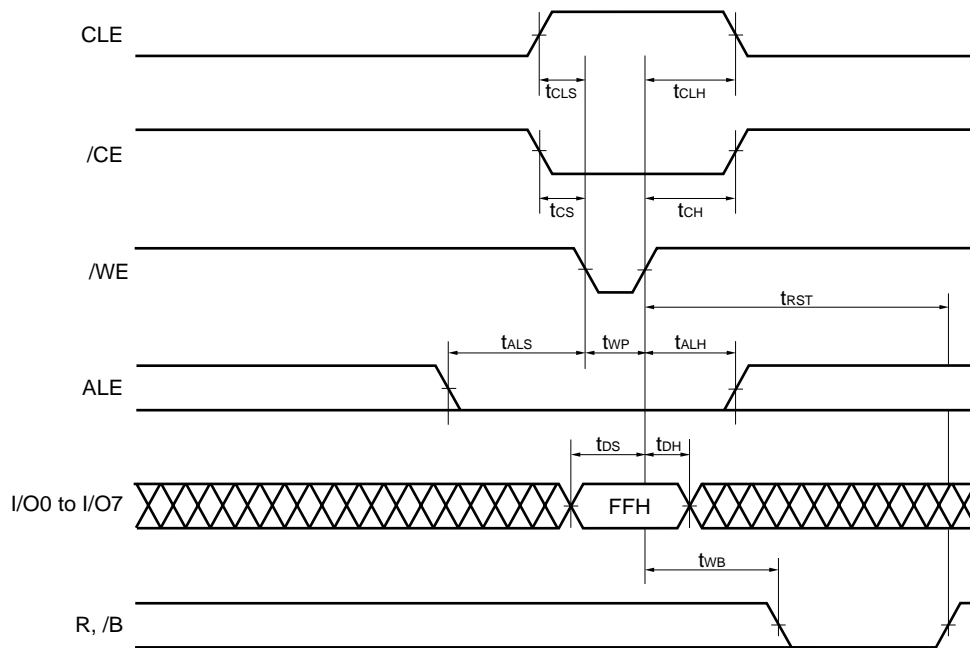 CLE
tCLS
tCLH
/CE
tCS
tCH
/WE
tRST
tALS
tWP
tALH
ALE
tDS
tDH
I/O0 to I/O7
FFH
tWB
R, /B